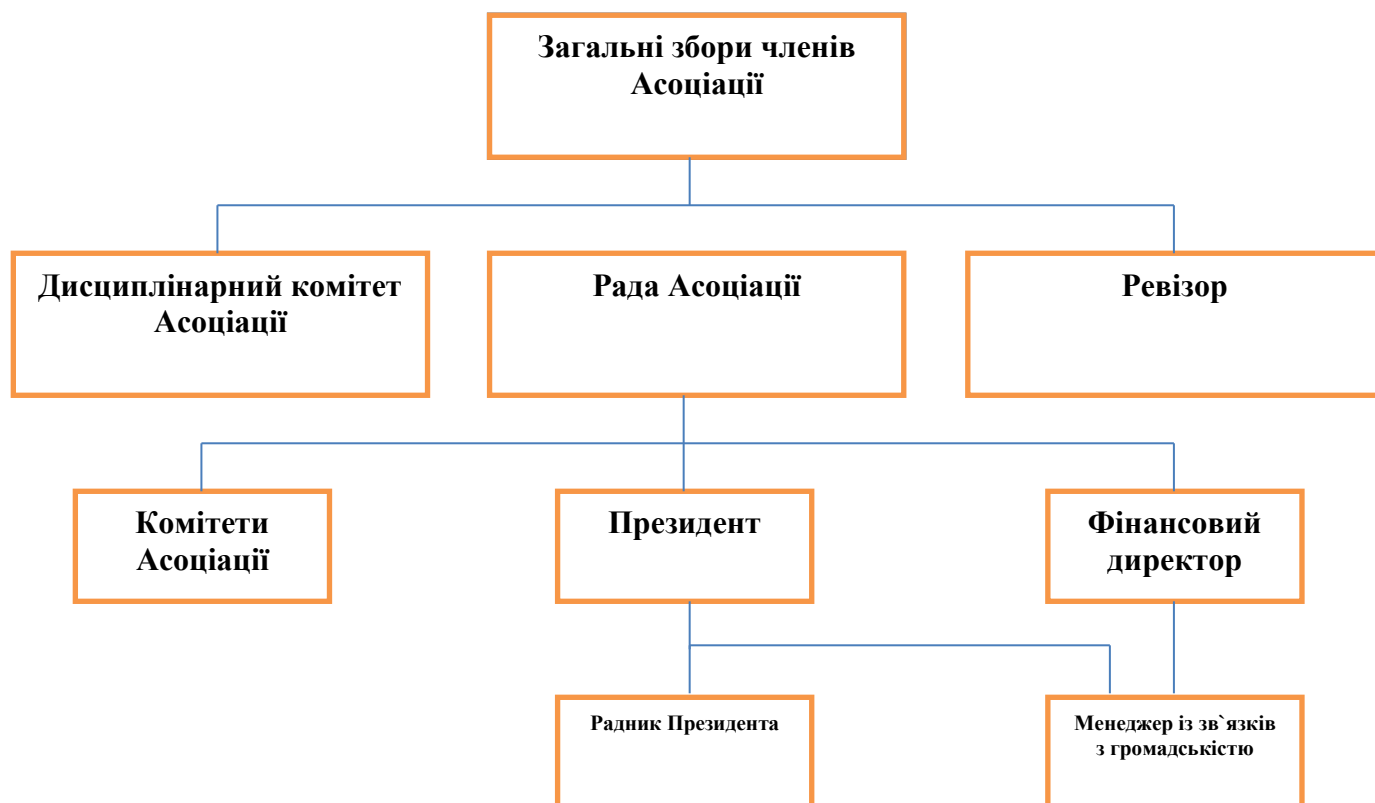 Загальні збори членів
Асоціації
Дисциплінарний комітет
Асоціації
Рада Асоціації
Ревізор
Комітети
Асоціації
Президент
Фінансовий
директор
Радник Президента
Менеджер із зв`язків
з громадськістю